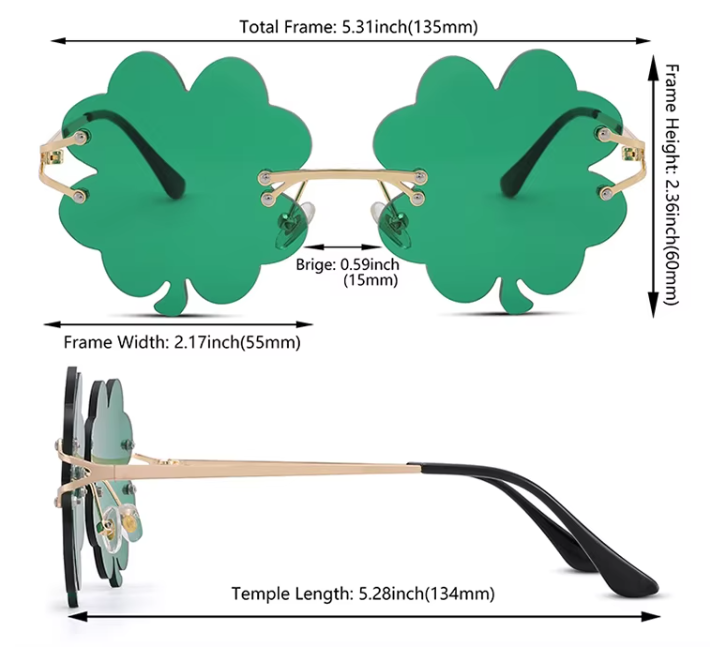 Total Frame: 5.31inch(135mm)
Frame Height: 2.36inch(60mm)
Brige: 0.59inch
(15mm)
Frame Width: 2.17inch(55mm)
Temple Length: 5.28inch(134mm)